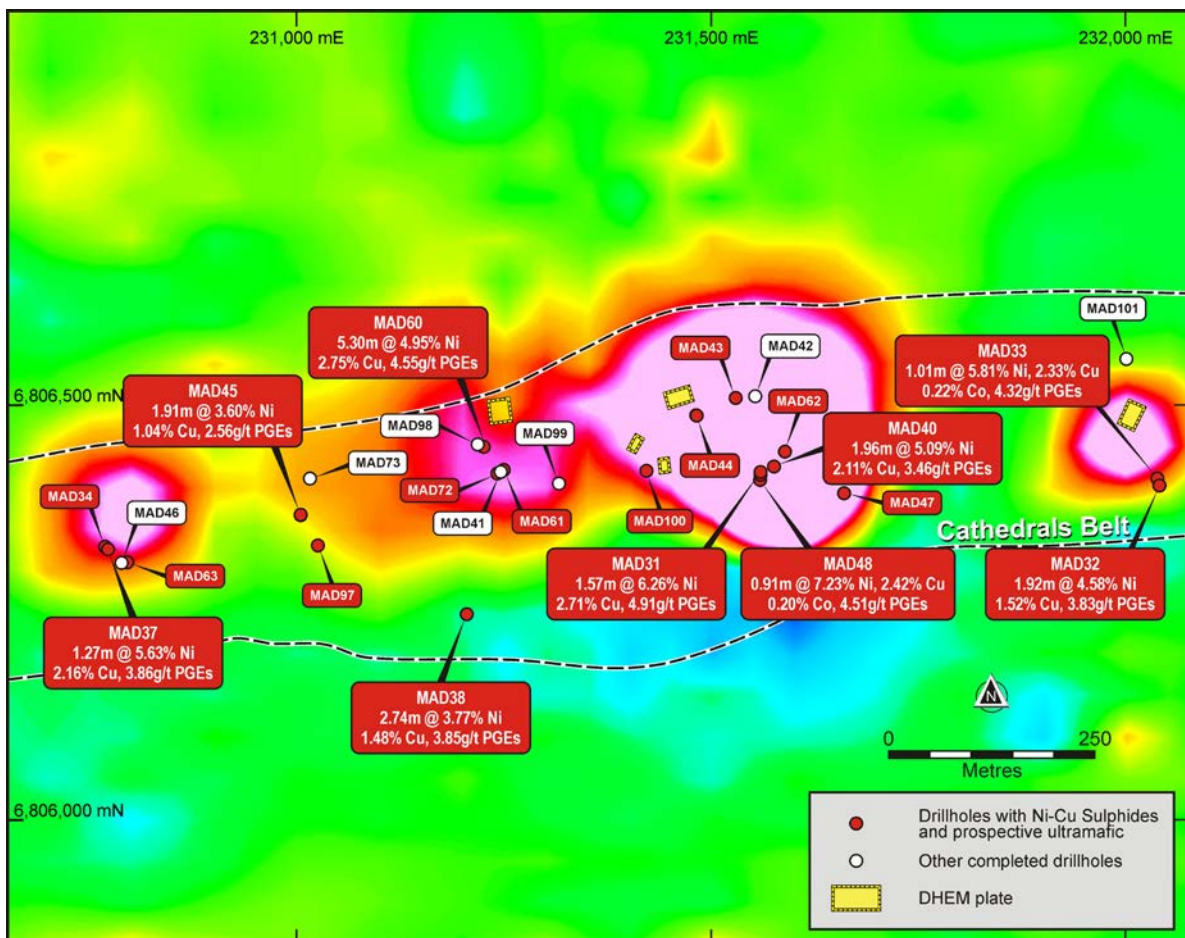 231,000 mE
231,500 mE
232,000 mE
MAD101
MAD60
5.30m @ 4.95% Ni
2.75% Cu, 4.55g/t PGEs
MAD43
MAD42
MAD33
1.01m @ 5.81% Ni, 2.33% Cu
0.22% Co, 4.32g/t PGEs
MAD45
1.91m @ 3.60% Ni
1.04% Cu, 2.56g/t PGEs
6,806,500 mN
MAD62
MAD98
MAD99
MAD40
1.96m @ 5.09% Ni
2.11% Cu, 3.46g/t PGEs
MAD73
MAD44
MAD72
MAD47
MAD34
MAD46
MAD41
MAD61
MAD100
Cathedrals Belt
MAD63
MAD97
MAD31
1.57m @ 6.26% Ni
2.71% Cu, 4.91g/t PGEs
MAD48
0.91m @ 7.23% Ni, 2.42% Cu
0.20% Co, 4.51g/t PGEs
MAD32
1.92m @ 4.58% Ni
1.52% Cu, 3.83g/t PGEs
MAD37
1.27m @ 5.63% Ni
2.16% Cu, 3.86g/t PGEs
MAD38
2.74m @ 3.77% Ni
1.48% Cu, 3.85g/t PGEs
N
0 250
Metres
6,806,000 mN
Drillholes with Ni-Cu Sulphides
and prospective ultramafic
Other completed drillholes
DHEM plate